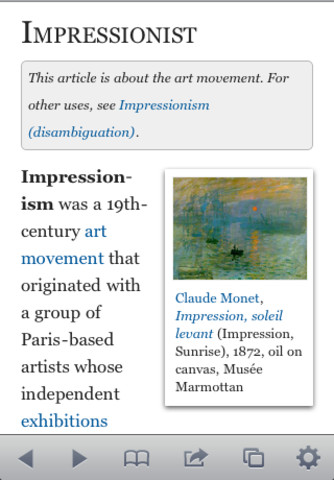 IMPRESSIONIST
This article is about the art movement. For
other uses, see Impressionism
(disambiguation).
Impression-
ism was a 19th-
century art
movement that
originated with
a group of
Paris-based
artists whose
independent
exhibitions
Claude Monet,
Impression, soleil
levant (Impression,
Sunrise), 1872, oil on
canvas, Musée
Marmottan